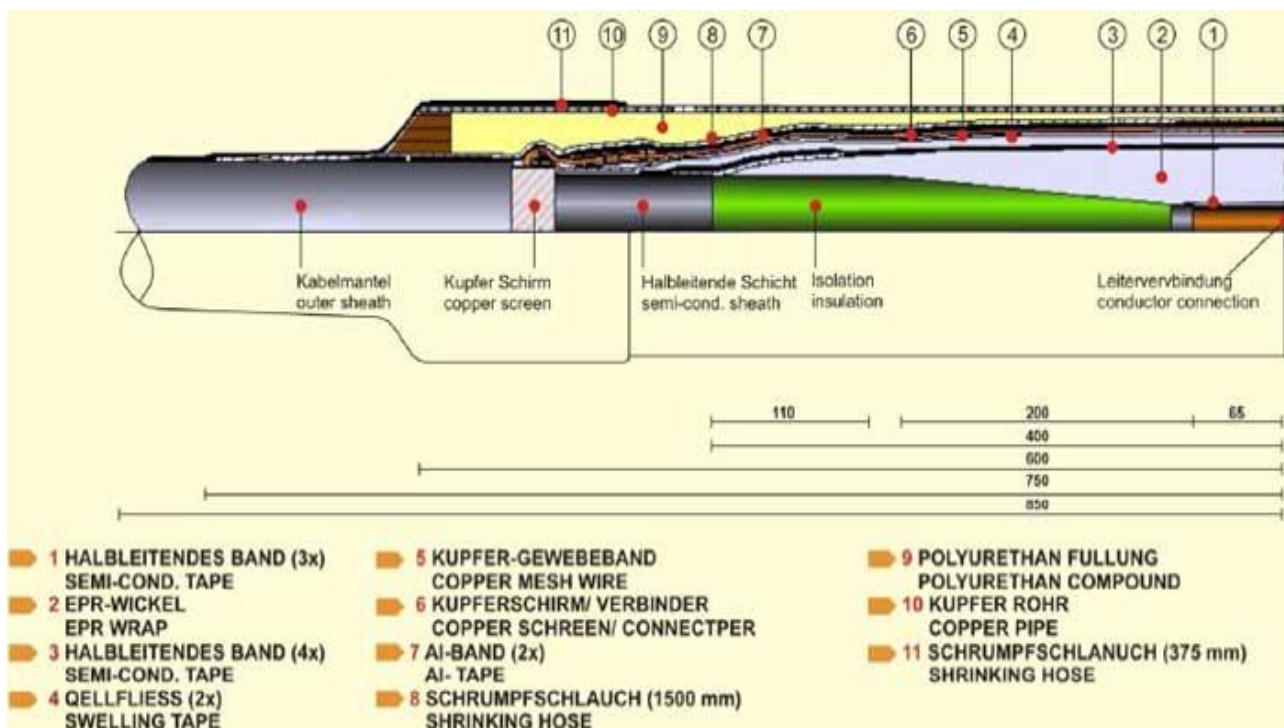 11 10 9 8 7 6 5 4 3 2 1
Kabelmantel
outer sheath
Kupfer Schirm
copper screen
Halbleitende Schicht
semi-cond. sheath
Isolation
insulation
Leitervervbindung
conductor connection
110 200 65
400
600
750
850
1 HALBLEITENDES BAND (3x)
SEMI-COND. TAPE
2 EPR-WICKEL
EPR WRAP
3 HALBLEITENDES BAND (4x)
SEMI-COND. TAPE
4 QELLFLIESS (2x)
SWELLING TAPE
5 KUPFER-GEWEBEBAND
COPPER MESH WIRE
6 KUPFERSCHIRM/ VERBINDER
COPPER SCHREEN/ CONNECTPER
7 Al-BAND (2x)
Al- TAPE
8 SCHRUMPFSCHLAUCH (1500 mm)
SHRINKING HOSE
9 POLYURETHAN FULLUNG
POLYURETHAN COMPOUND
10 KUPFER ROHR
COPPER PIPE
11 SCHRUMPFSCHLANUCH (375 mm)
SHRINKING HOSE